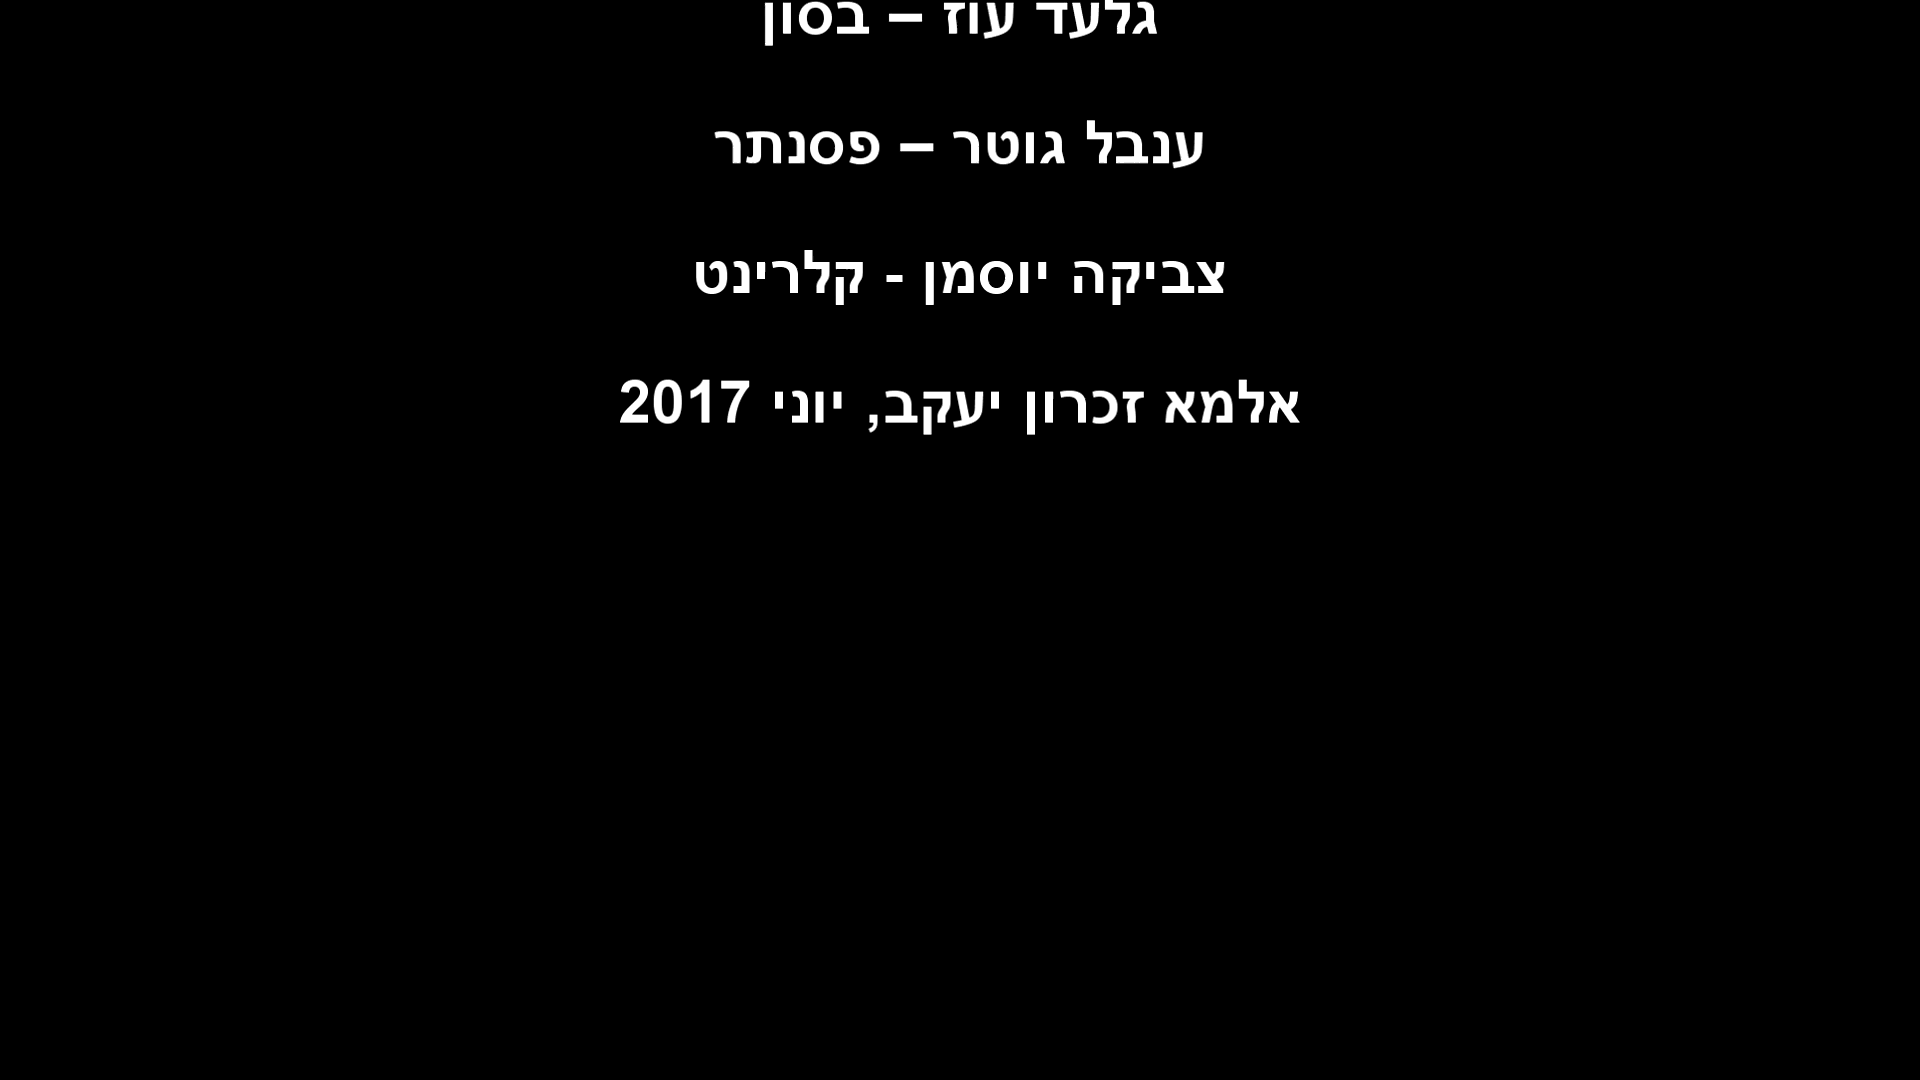 גלעד עוז – בסון
ענבל גוטר – פסנתר
צביקה יוסמן - קלרינט
אלמא זכרון יעקב, יוני 2017